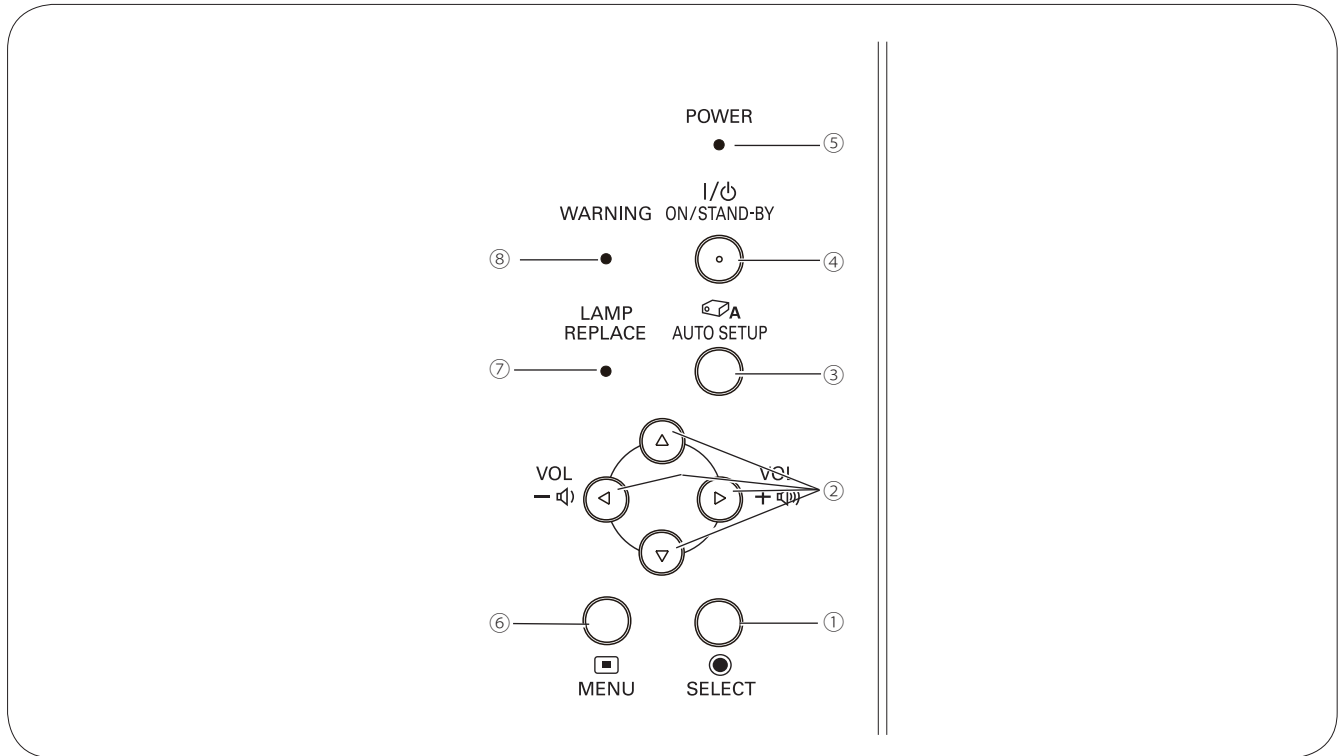 POWER
⑤
I/⏻
WARNING ON/STAND-BY
⑧ ④
LAMP
REPLACE
A
AUTO SETUP
⑦ ③
VOL VOL
− + ②
⑥ ①
MENU SELECT